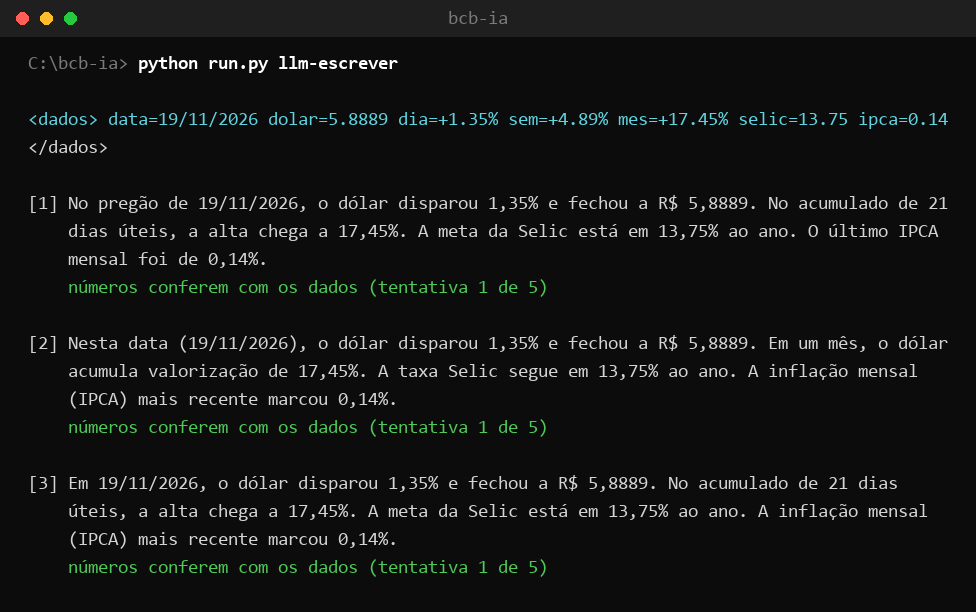 bcb-ia
C:\bcb-ia> python run.py llm-escrever
<dados> data=19/11/2026 dolar=5.8889 dia=+1.35% sem=+4.89% mes=+17.45% selic=13.75 ipca=0.14
</dados>
[1] No pregão de 19/11/2026, o dólar disparou 1,35% e fechou a R$ 5,8889. No acumulado de 21
dias úteis, a alta chega a 17,45%. A meta da Selic está em 13,75% ao ano. O último IPCA
mensal foi de 0,14%.
números conferem com os dados (tentativa 1 de 5)
[2] Nesta data (19/11/2026), o dólar disparou 1,35% e fechou a R$ 5,8889. Em um mês, o dólar
acumula valorização de 17,45%. A taxa Selic segue em 13,75% ao ano. A inflação mensal
(IPCA) mais recente marcou 0,14%.
números conferem com os dados (tentativa 1 de 5)
[3] Em 19/11/2026, o dólar disparou 1,35% e fechou a R$ 5,8889. No acumulado de 21 dias
úteis, a alta chega a 17,45%. A meta da Selic está em 13,75% ao ano. A inflação mensal
(IPCA) mais recente marcou 0,14%.
números conferem com os dados (tentativa 1 de 5)